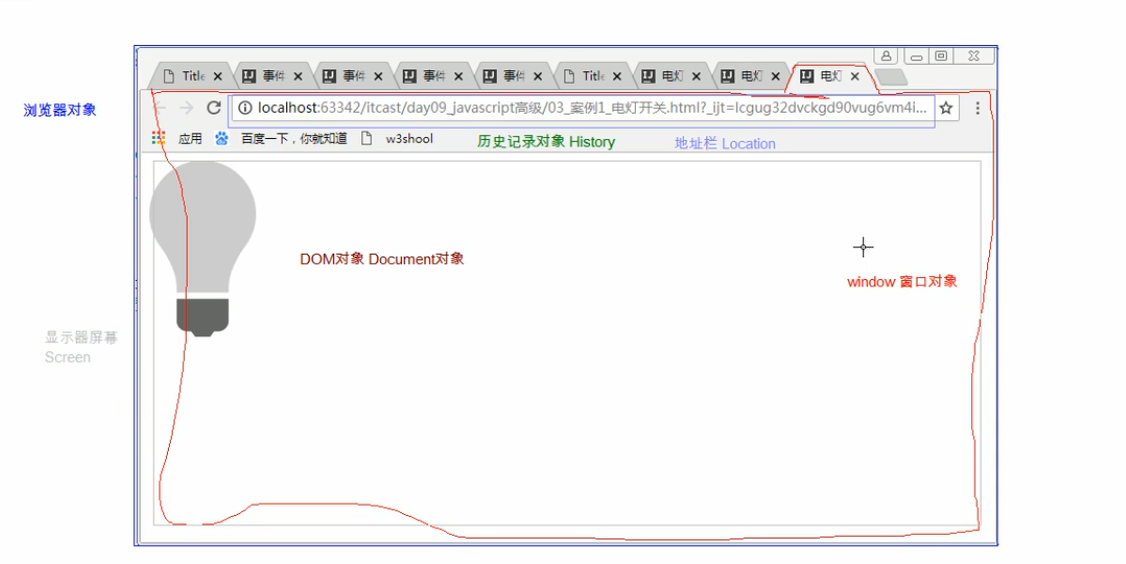 Title
事件
事件
事件
事件
Title
电灯
电灯
电灯
浏览器对象
localhost:63342/itcast/day09_javascript高级/03_案例1_电灯开关.html?_ijt=lcgug32dvckgd90vug6vm4i...
应用 百度一下，你就知道 w3shool
历史记录对象 History 地址栏 Location
DOM对象 Document对象
window 窗口对象
显示器屏幕
Screen